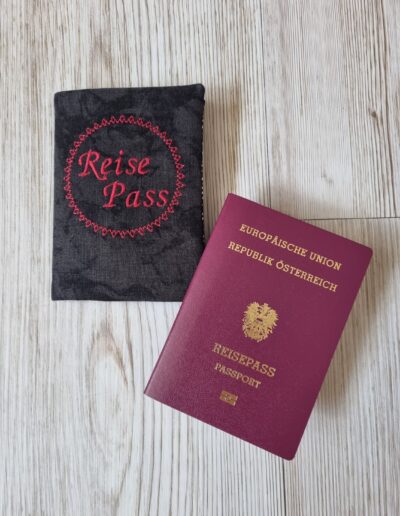 Reise
Pass
EUROPÄISCHE UNION
REPUBLIK ÖSTERREICH
REISEPASS
PASSPORT